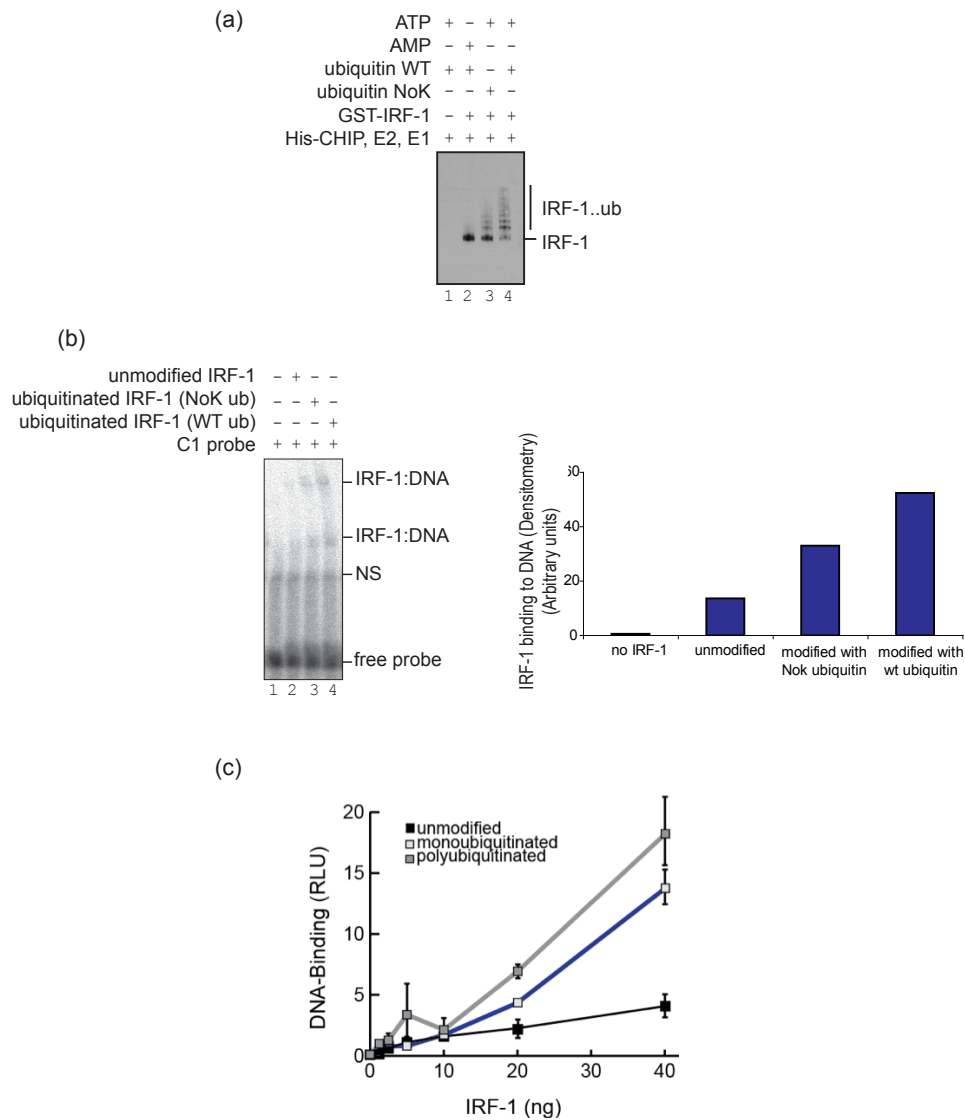 (a)
ATP + – + +
AMP – + – –
ubiquitin WT + + – +
ubiquitin NoK – – + –
GST-IRF-1 – + + +
His-CHIP, E2, E1 + + + +
IRF-1..ub
IRF-1
1 2 3 4
(b)
unmodified IRF-1 – + – –
ubiquitinated IRF-1 (NoK ub) – – + –
ubiquitinated IRF-1 (WT ub) – – – +
C1 probe + + + +
IRF-1:DNA
IRF-1:DNA
NS
free probe
1 2 3 4
IRF-1 binding to DNA (Densitometry)
(Arbitrary units)
60
40
20
0
no IRF-1
unmodified
modified with
Nok ubiquitin
modified with
wt ubiquitin
(c)
DNA-Binding (RLU)
20
15
10
5
0
unmodified
monoubiquitinated
polyubiquitinated
0 10 20 30 40
IRF-1 (ng)